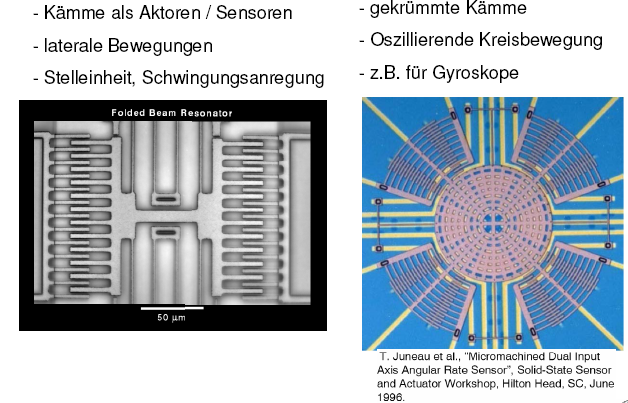 - Kämme als Aktoren / Sensoren
- laterale Bewegungen
- Stelleinheit, Schwingungsanregung
Folded Beam Resonator
50 µm
- gekrümmte Kämme
- Oszillierende Kreisbewegung
- z.B. für Gyroskope
T. Juneau et al., "Micromachined Dual Input
Axis Angular Rate Sensor", Solid-State Sensor
and Actuator Workshop, Hilton Head, SC, June
1996.